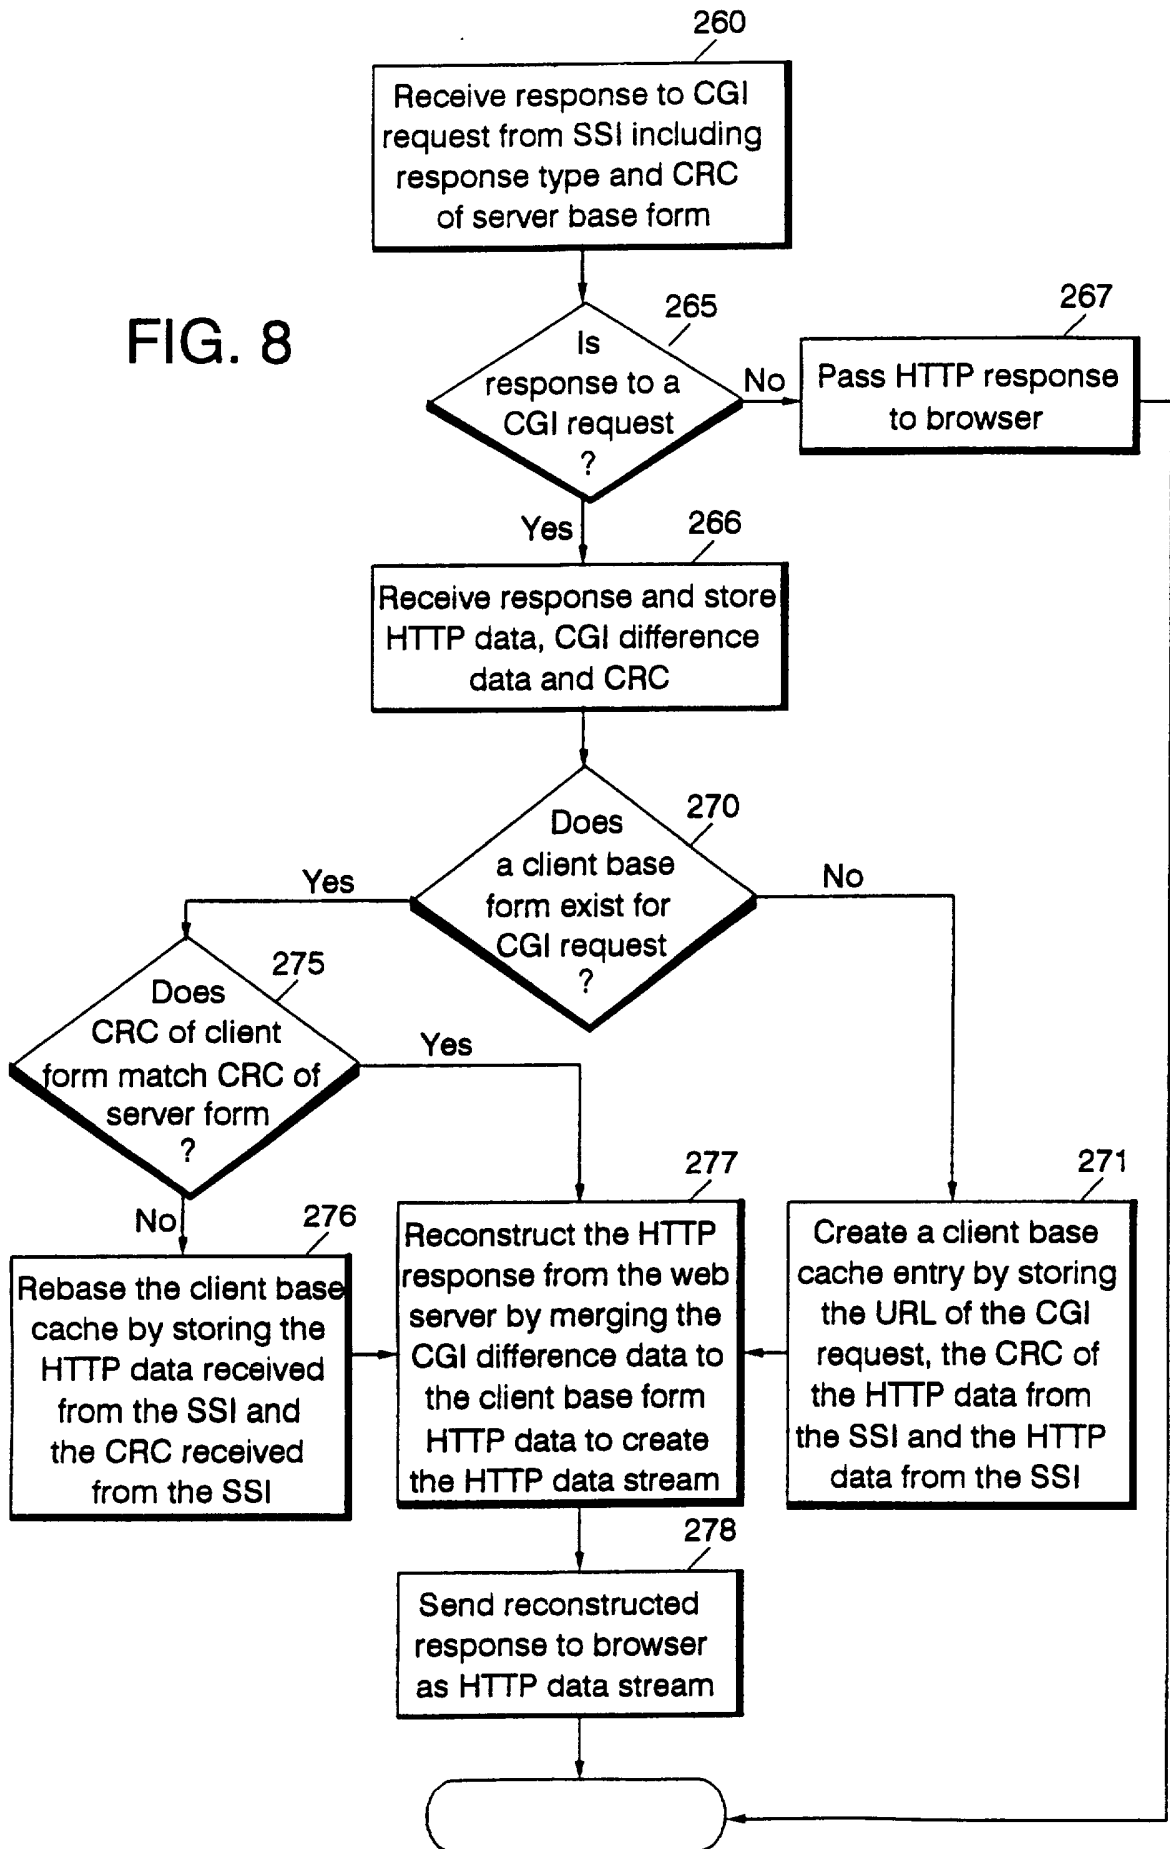 260
Receive response to CGI
request from SSI including
response type and CRC
of server base form
FIG. 8
265
Is
response to a
CGI request
?
No
267
Pass HTTP response
to browser
Yes
266
Receive response and store
HTTP data, CGI difference
data and CRC
270
Does
a client base
form exist for
CGI request
?
Yes
No
275
Does
CRC of client
form match CRC of
server form
?
Yes
No
276
Rebase the client base
cache by storing the
HTTP data received
from the SSI and
the CRC received
from the SSI
277
Reconstruct the HTTP
response from the web
server by merging the
CGI difference data to
the client base form
HTTP data to create
the HTTP data stream
271
Create a client base
cache entry by storing
the URL of the CGI
request, the CRC of
the HTTP data from
the SSI and the HTTP
data from the SSI
278
Send reconstructed
response to browser
as HTTP data stream